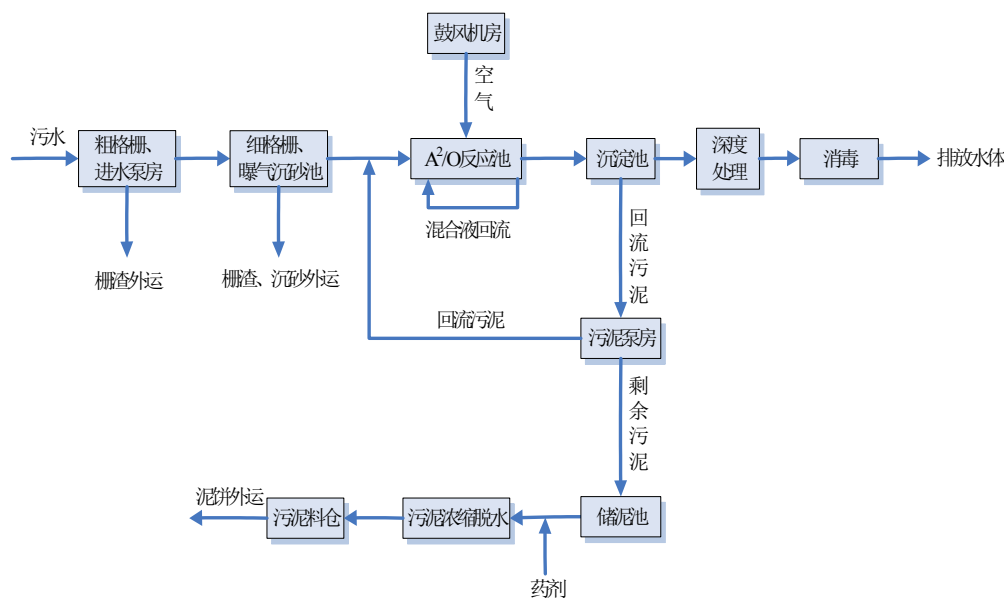 鼓风机房
空
气
污水
粗格栅、
进水泵房
细格栅、
曝气沉砂池
A²/O反应池
沉淀池
深度
处理
消毒
排放水体
混合液回流
栅渣外运
栅渣、沉砂外运
回
流
污
泥
回流污泥
污泥泵房
剩
余
污
泥
泥饼外运
污泥料仓
污泥浓缩脱水
储泥池
药剂